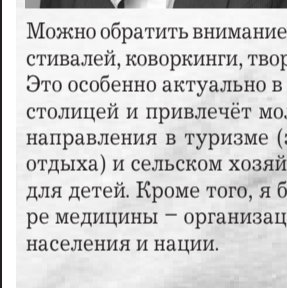 Можно обратить внимание
стивалей, коворкинги, твор
Это особенно актуально в
столицей и привлечёт мол
направления в туризме (
отдыха) и сельском хозяй
для детей. Кроме того, я б
ре медицины – организац
населения и нации.